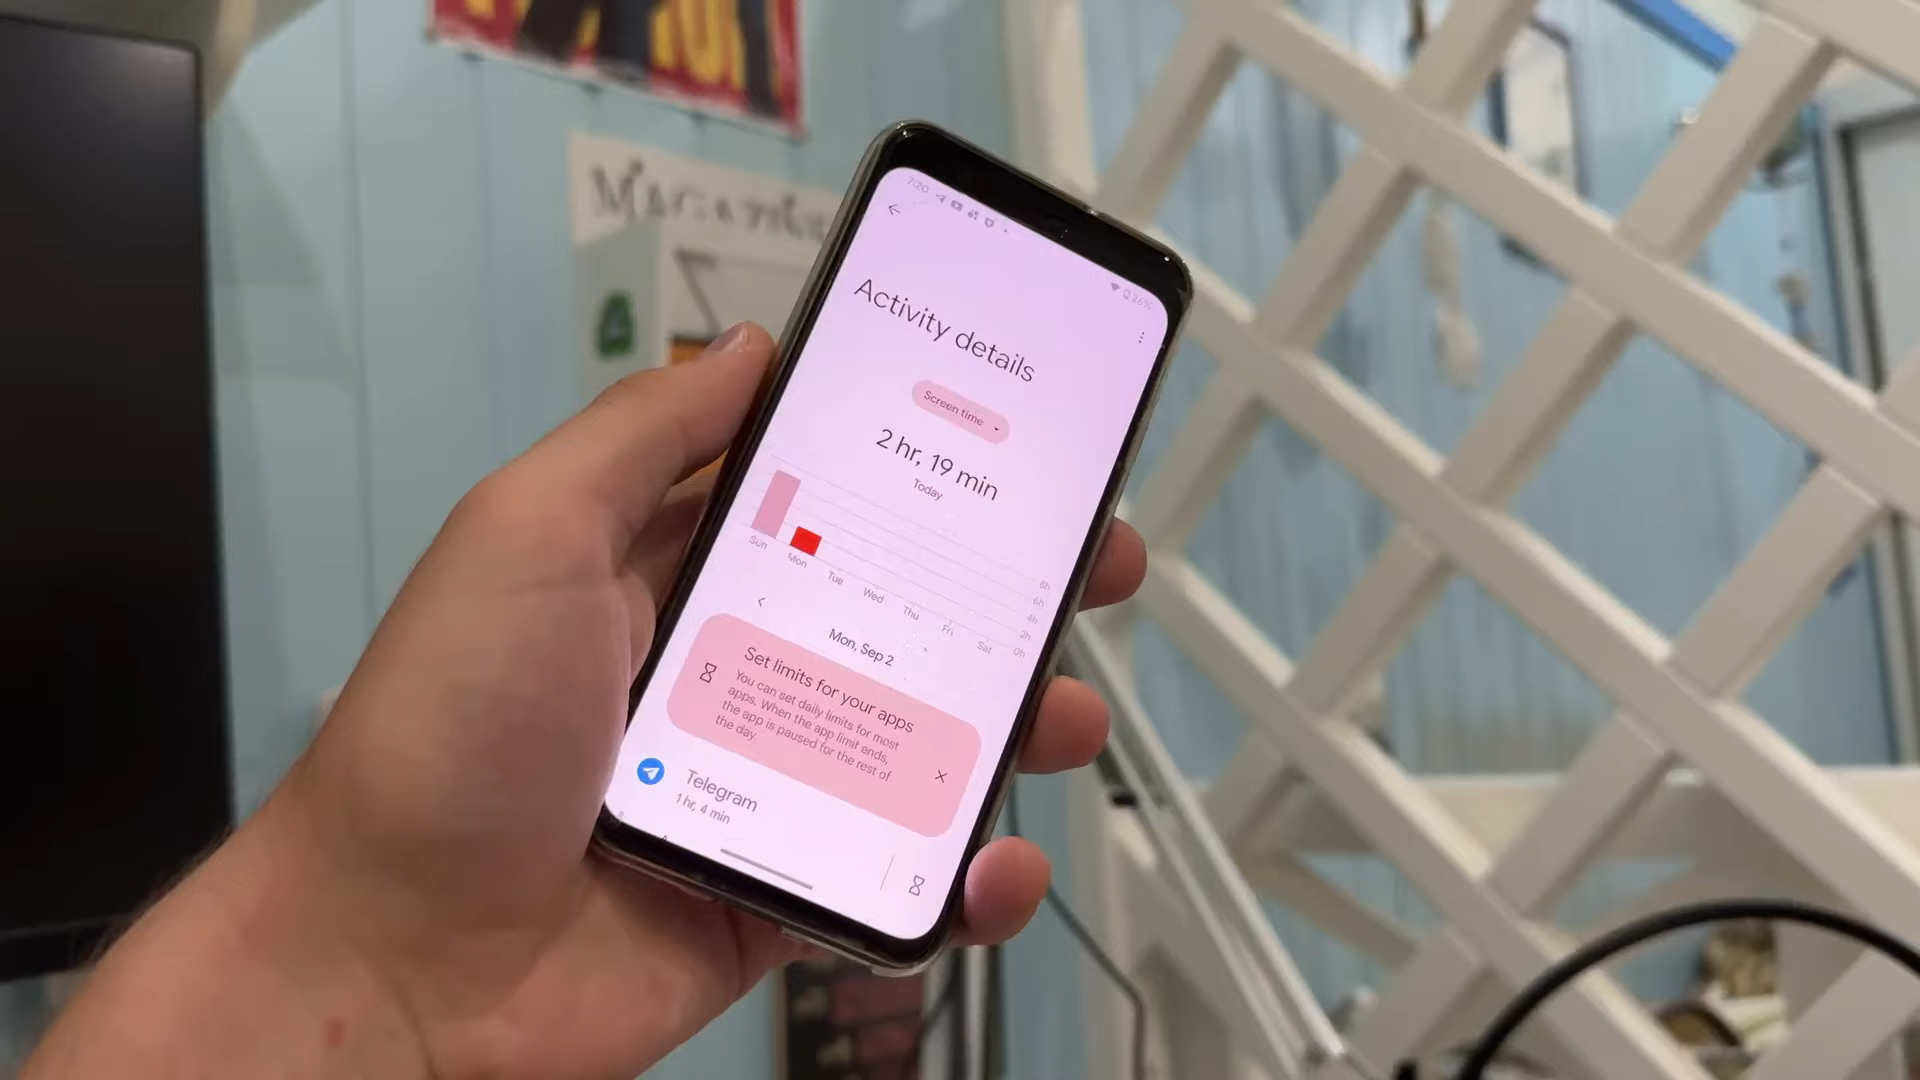 7:20
26%
Activity details
Screen time
2 hr, 19 min
Today
8h
6h
4h
2h
0h
Sun Mon Tue Wed Thu Fri Sat
Mon, Sep 2
Set limits for your apps
You can set daily limits for most
apps. When the app limit ends,
the app is paused for the rest of
the day.
Telegram
1 hr, 4 min